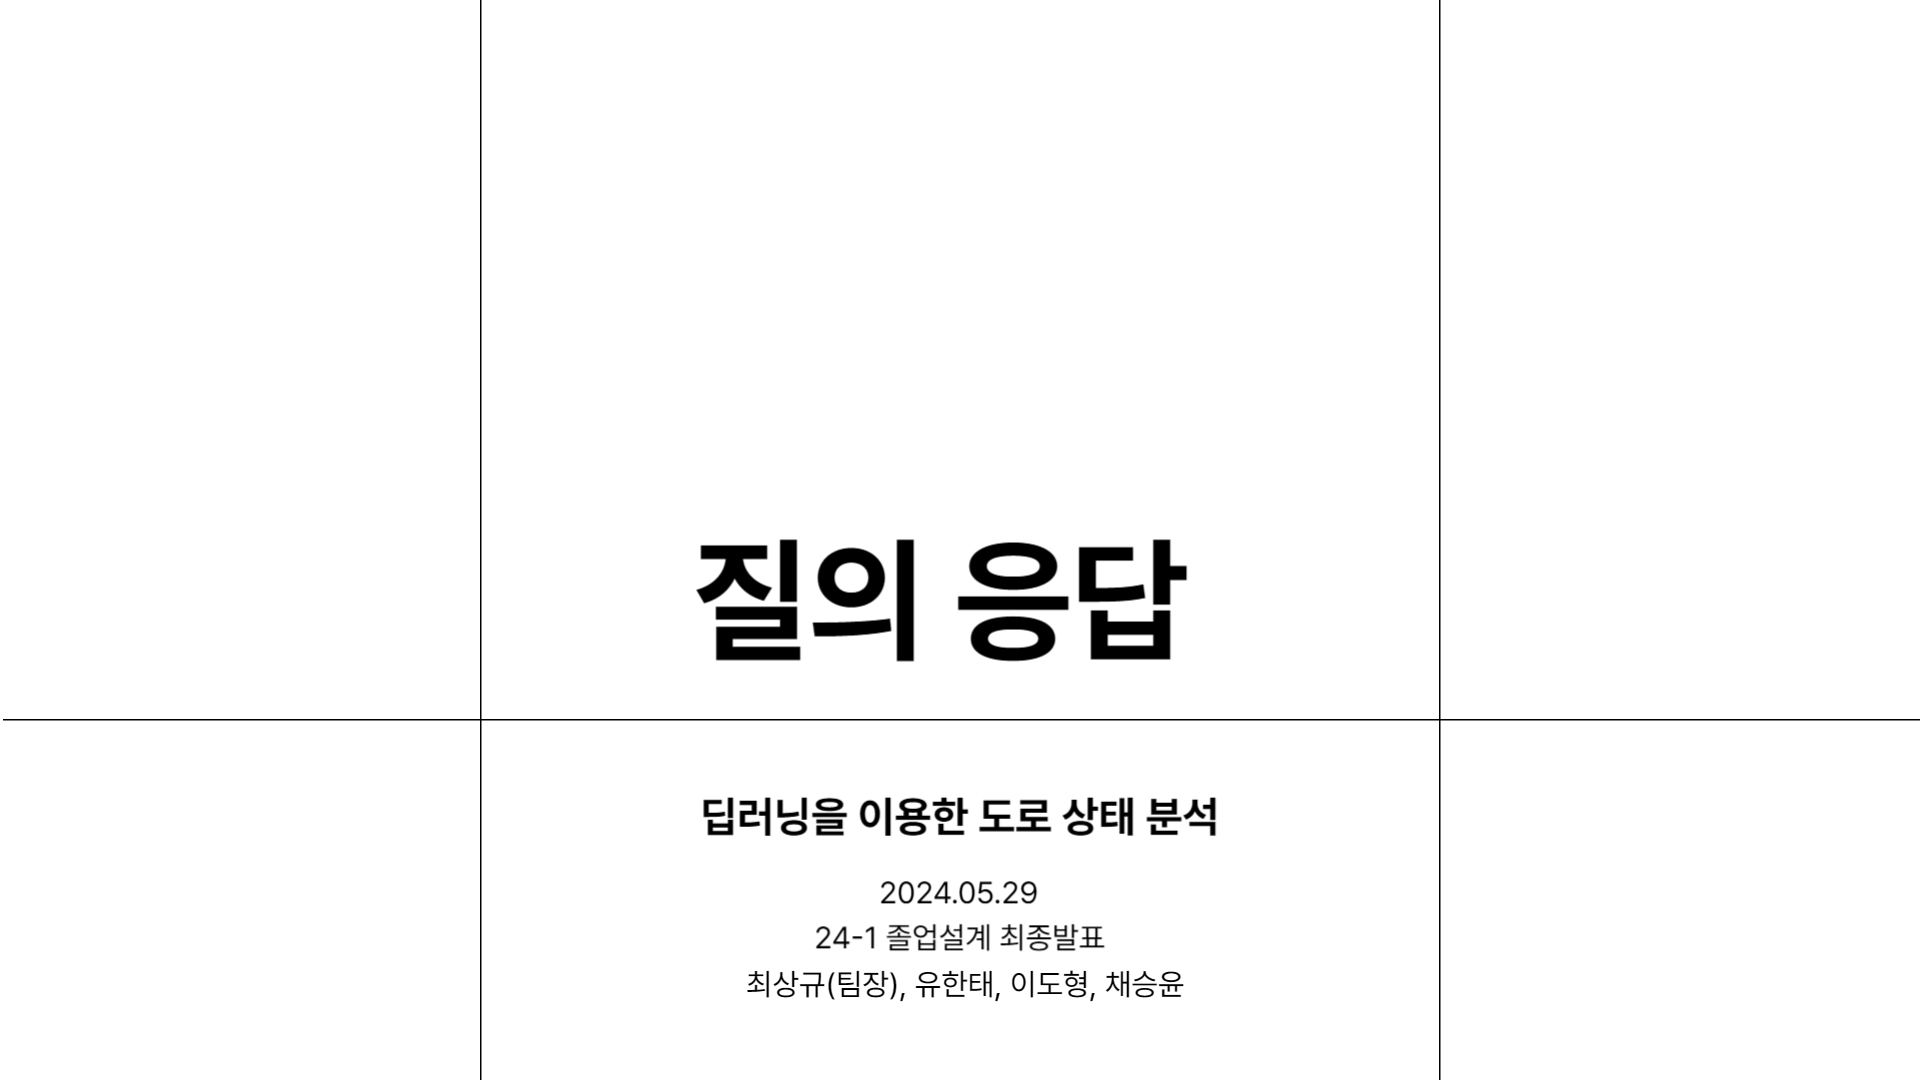 질의 응답
딥러닝을 이용한 도로 상태 분석
2024.05.29
24-1 졸업설계 최종발표
최상규(팀장), 유한태, 이도형, 채승윤